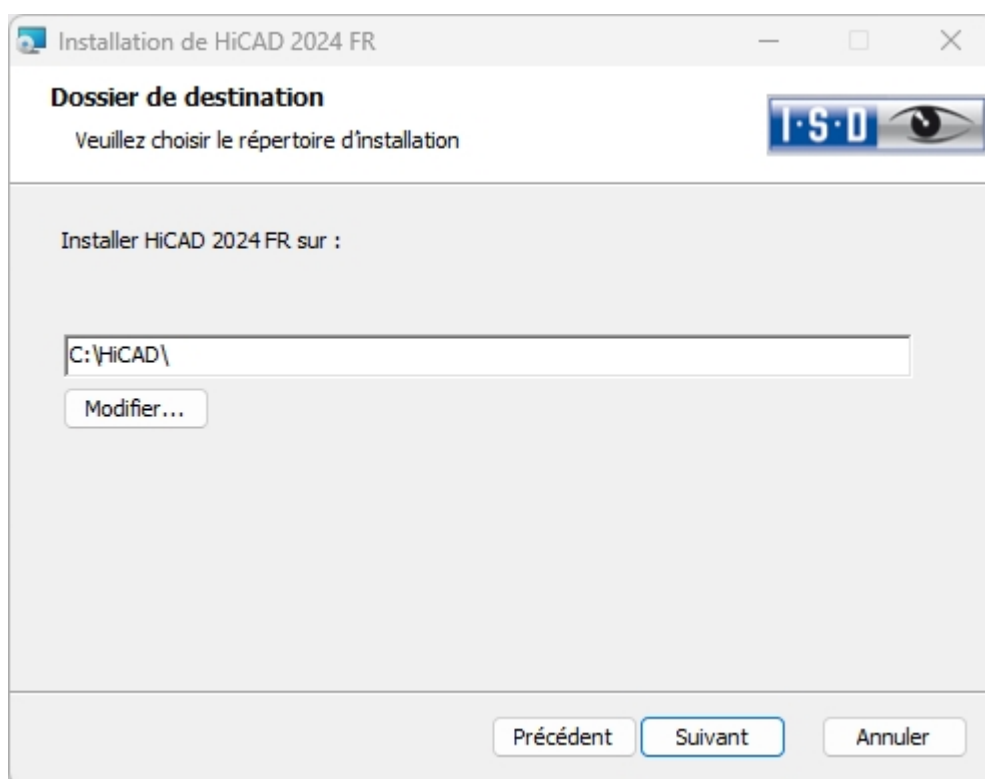 Installation de HiCAD 2024 FR
Dossier de destination
Veuillez choisir le répertoire d'installation
I·S·D
Installer HiCAD 2024 FR sur :
C:\HiCAD\
Modifier...
Précédent Suivant Annuler